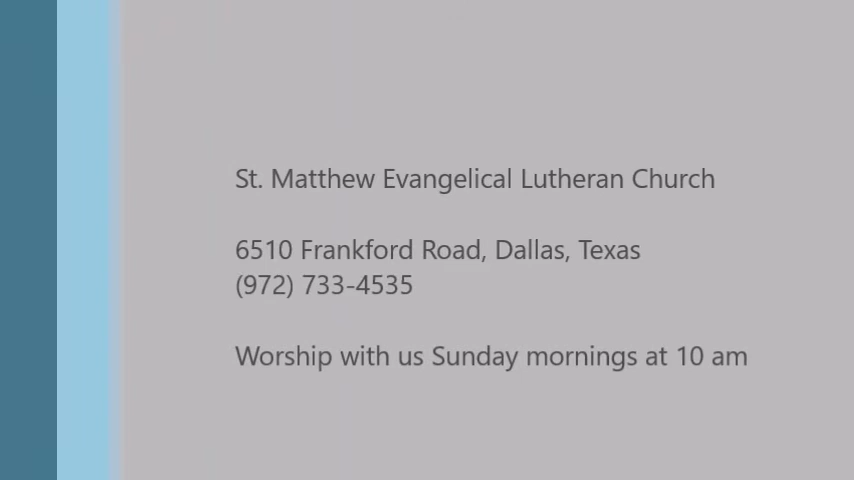 St. Matthew Evangelical Lutheran Church
6510 Frankford Road, Dallas, Texas
(972) 733-4535
Worship with us Sunday mornings at 10 am